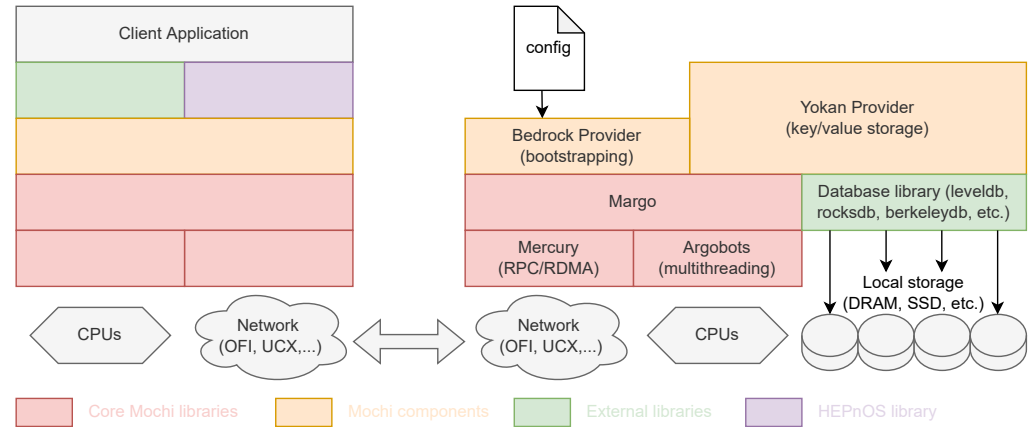 Client Application
config
Yokan Provider
(key/value storage)
Bedrock Provider
(bootstrapping)
Margo
Database library (leveldb,
rocksdb, berkeleydb, etc.)
Mercury
(RPC/RDMA)
Argobots
(multithreading)
Local storage
(DRAM, SSD, etc.)
CPUs
Network
(OFI, UCX,...)
Network
(OFI, UCX,...)
CPUs
Core Mochi libraries
Mochi components
External libraries
HEPnOS library